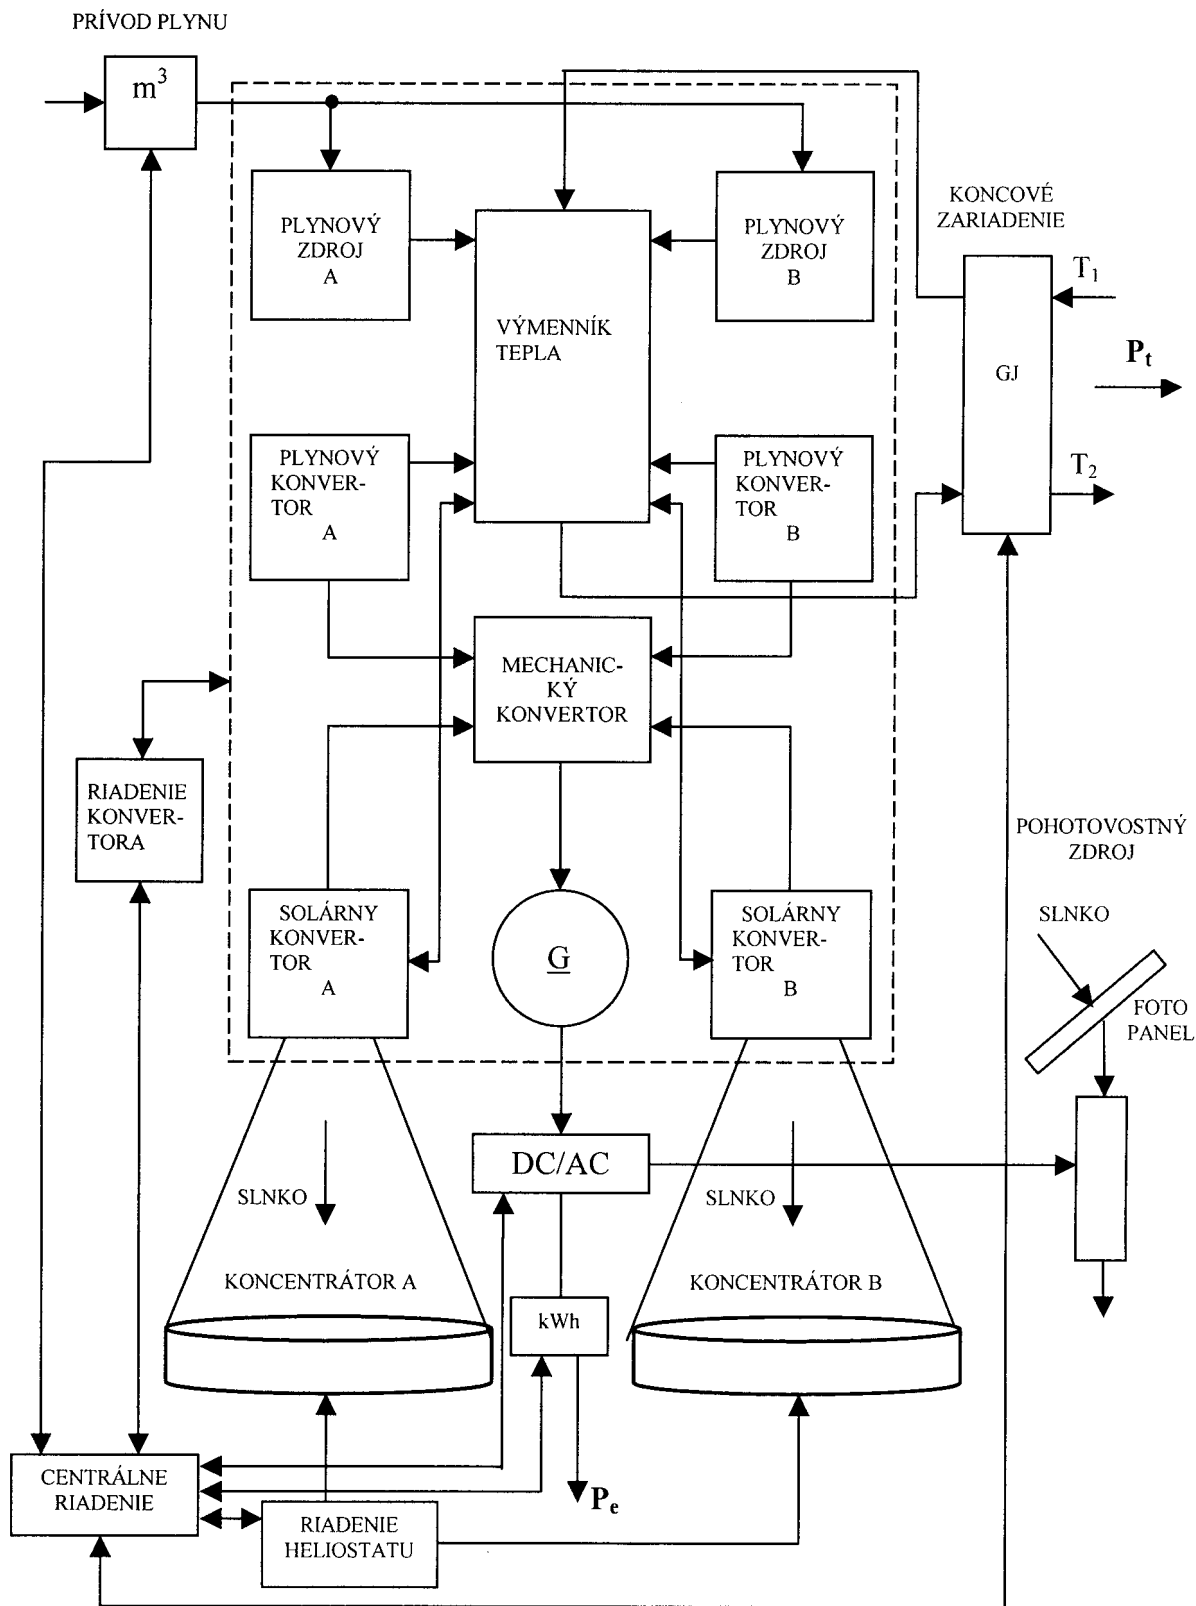 PRÍVOD PLYNU
m³
PLYNOVÝ
ZDROJ
A
PLYNOVÝ
ZDROJ
B
KONCOVÉ
ZARIADENIE
T₁
VÝMENNÍK
TEPLA
Pₜ
GJ
PLYNOVÝ
KONVER-
TOR
A
PLYNOVÝ
KONVER-
TOR
B
T₂
MECHANIC-
KÝ
KONVERTOR
RIADENIE
KONVER-
TORA
POHOTOVOSTNÝ
ZDROJ
SOLÁRNY
KONVER-
TOR
A
G
SOLÁRNY
KONVER-
TOR
B
SLNKO
FOTO
PANEL
DC/AC
SLNKO
SLNKO
KONCENTRÁTOR A
KONCENTRÁTOR B
kWh
CENTRÁLNE
RIADENIE
Pₑ
RIADENIE
HELIOSTATU